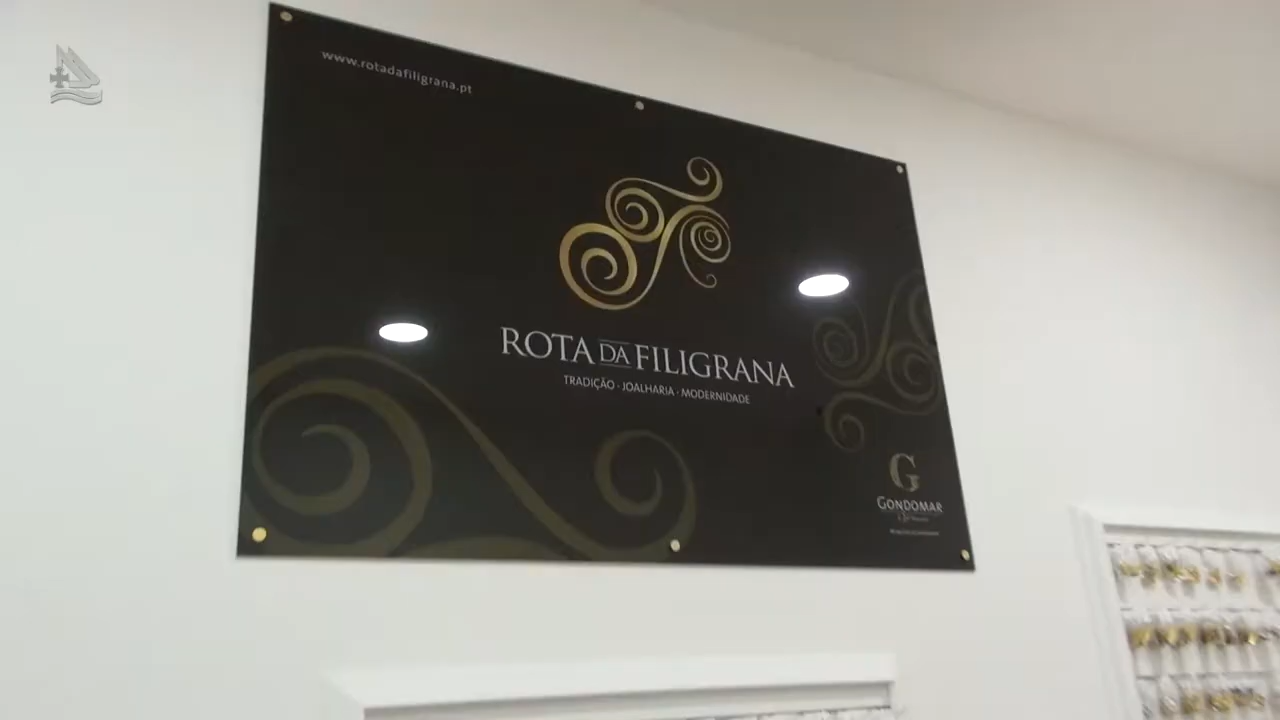 www.rotadafiligrana.pt
ROTA DA FILIGRANA
TRADIÇÃO · JOALHARIA · MODERNIDADE
G
GONDOMAR